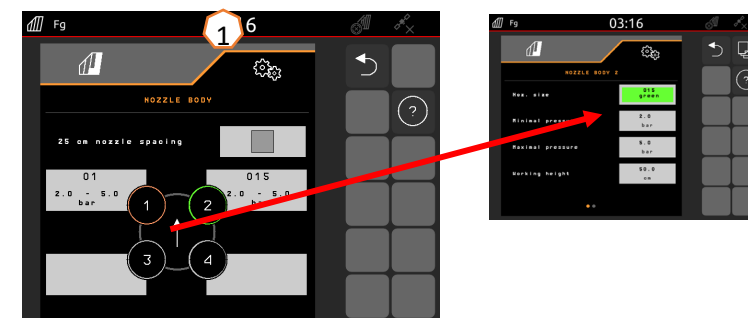 Fg
1
6
NOZZLE BODY
25 cm nozzle spacing
01
2.0 - 5.0
bar
015
2.0 - 5.0
1
2
3
4
?
Fg
03:16
NOZZLE BODY 2
Noz. size
015
green
Minimal pressure
2.0
bar
Maximal pressure
5.0
bar
Working height
50.0